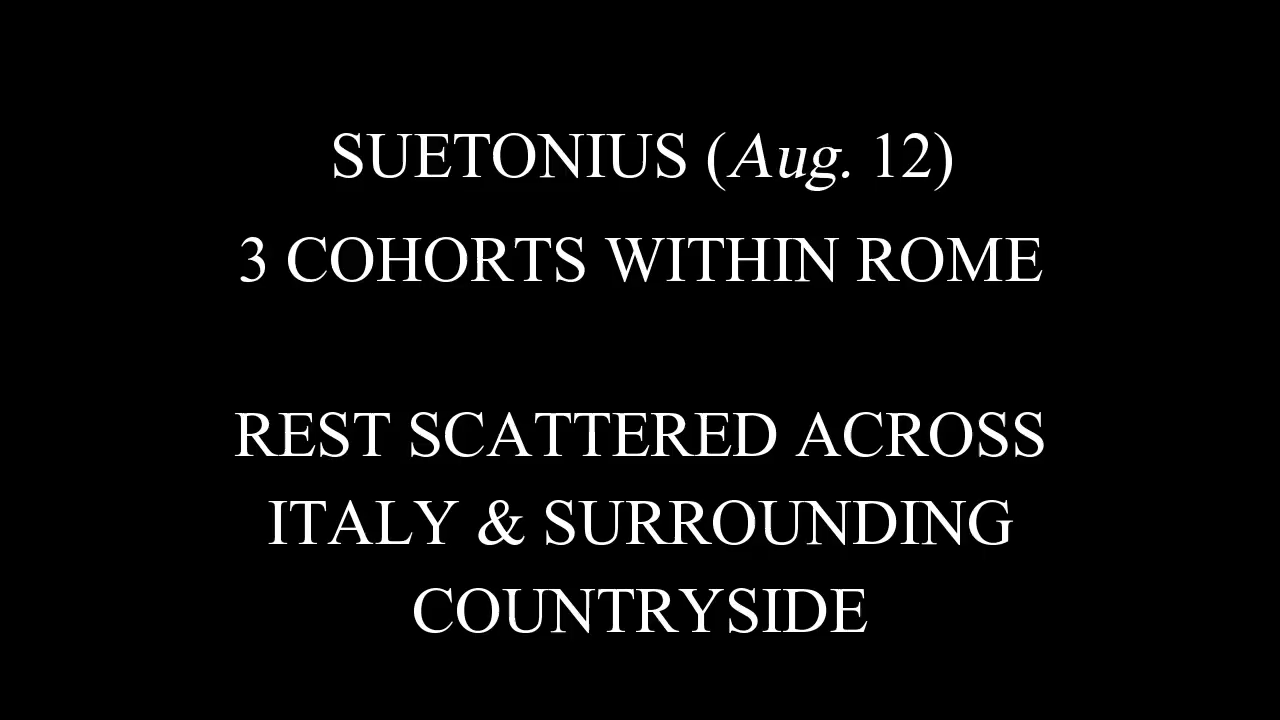 SUETONIUS (Aug. 12)
3 COHORTS WITHIN ROME
REST SCATTERED ACROSS
ITALY & SURROUNDING
COUNTRYSIDE